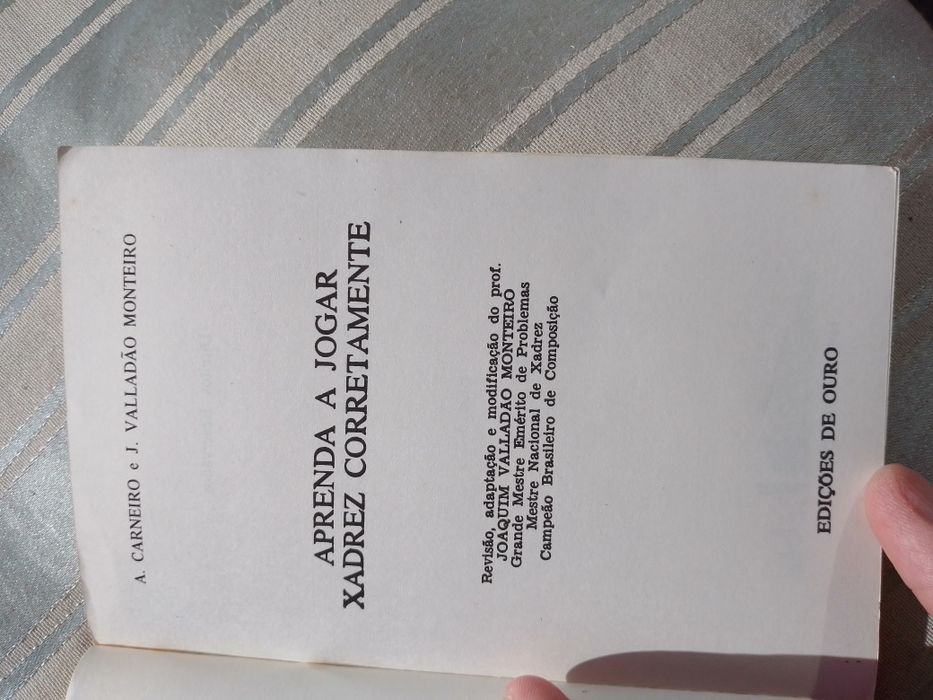 A. CARNEIRO e J. VALLADÃO MONTEIRO
APRENDA A JOGAR
XADREZ CORRETAMENTE
Revisão, adaptação e modificação do prof.
JOAQUIM VALLADÃO MONTEIRO
Grande Mestre Emérito de Problemas
Mestre Nacional de Xadrez
Campeão Brasileiro de Composição
EDIÇÕES DE OURO